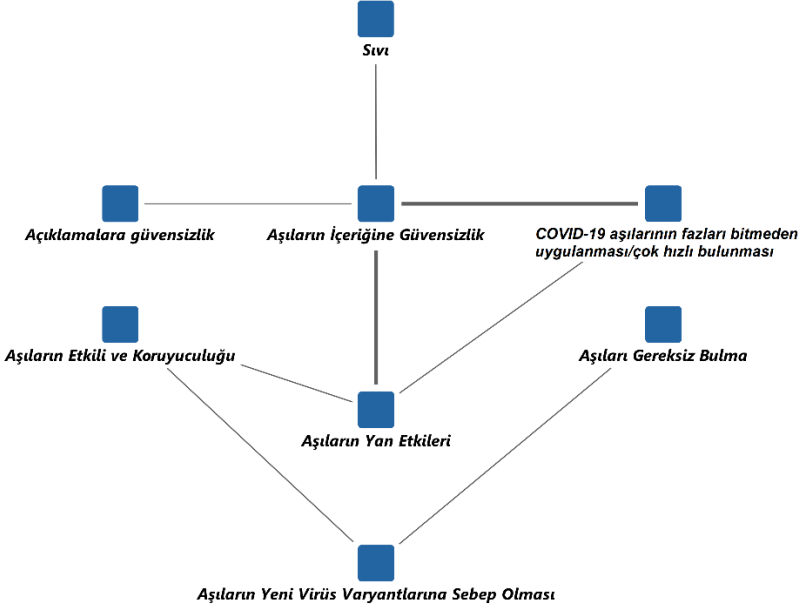 Sıvı
Açıklamalara güvensizlik
Aşıların İçeriğine Güvensizlik
COVID-19 aşılarının fazları bitmeden
uygulanması/çok hızlı bulunması
Aşıların Etkili ve Koruyuculuğu
Aşıları Gereksiz Bulma
Aşıların Yan Etkileri
Aşıların Yeni Virüs Varyantlarına Sebep Olması